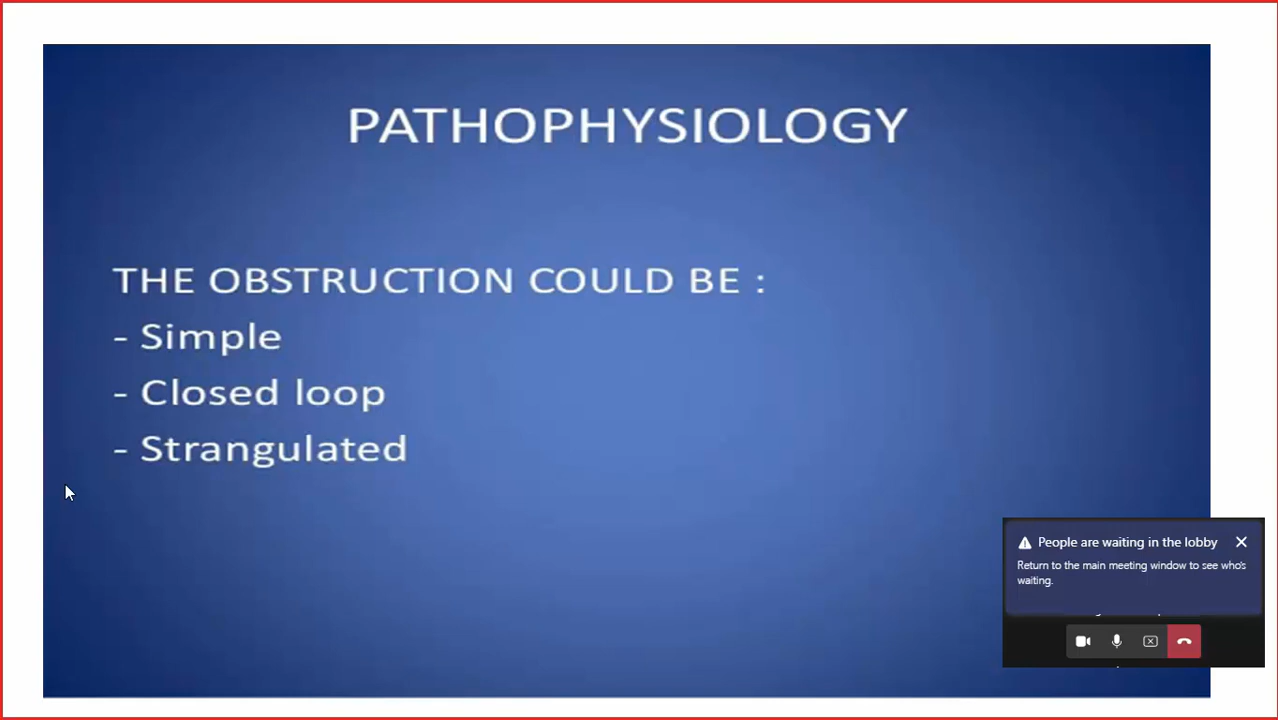 PATHOPHYSIOLOGY
THE OBSTRUCTION COULD BE :
- Simple
- Closed loop
- Strangulated
People are waiting in the lobby
Return to the main meeting window to see who's
waiting.